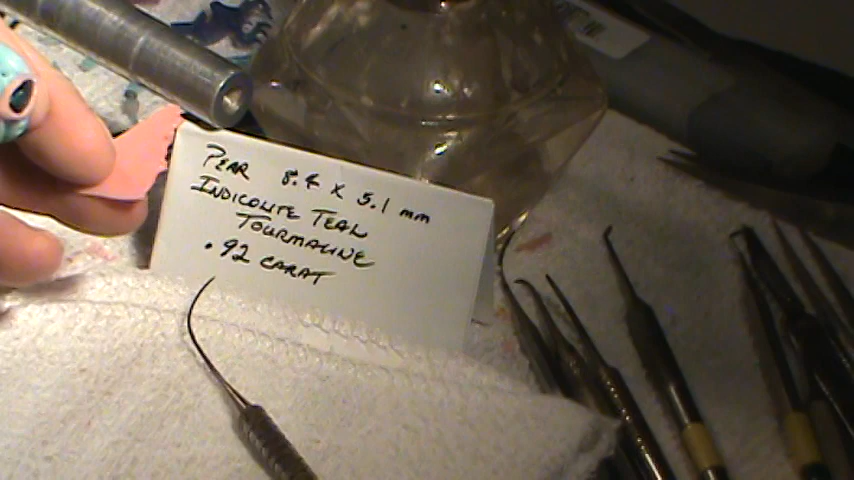 PEAR 8.4 X 5.1 mm
INDICOLITE TEAL
TOURMALINE
.92 CARAT